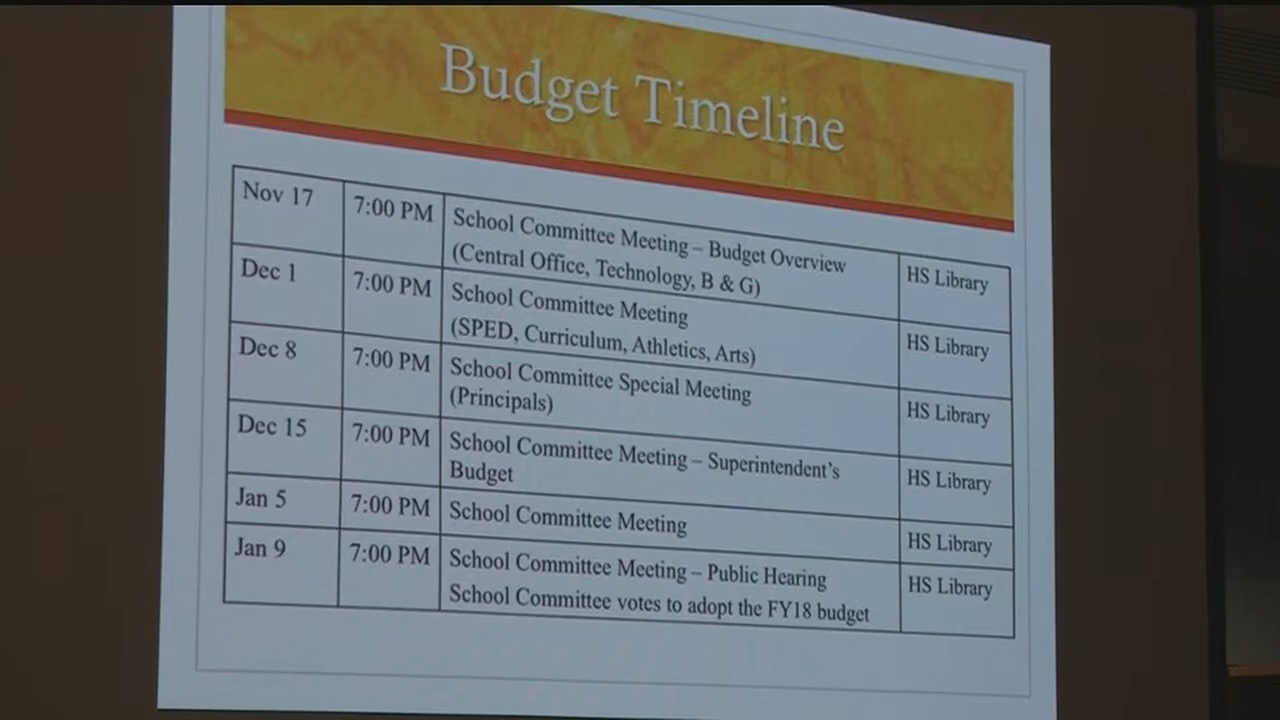 Budget Timeline
Nov 17 7:00 PM School Committee Meeting – Budget Overview HS Library
(Central Office, Technology, B & G)
Dec 1 7:00 PM School Committee Meeting HS Library
(SPED, Curriculum, Athletics, Arts)
Dec 8 7:00 PM School Committee Special Meeting HS Library
(Principals)
Dec 15 7:00 PM School Committee Meeting – Superintendent's HS Library
Budget
Jan 5 7:00 PM School Committee Meeting HS Library
Jan 9 7:00 PM School Committee Meeting – Public Hearing HS Library
School Committee votes to adopt the FY18 budget